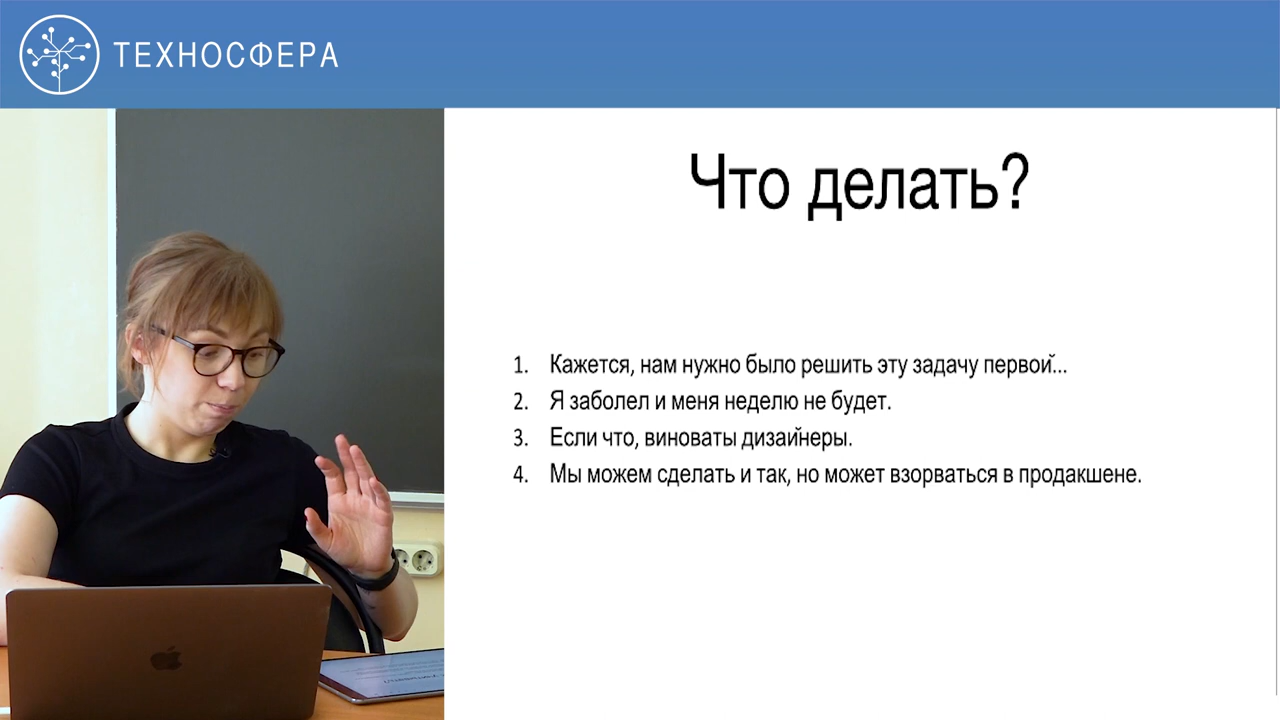 ТЕХНОСФЕРА
Что делать?
1. Кажется, нам нужно было решить эту задачу первой...
2. Я заболел и меня неделю не будет.
3. Если что, виноваты дизайнеры.
4. Мы можем сделать и так, но может взорваться в продакшене.